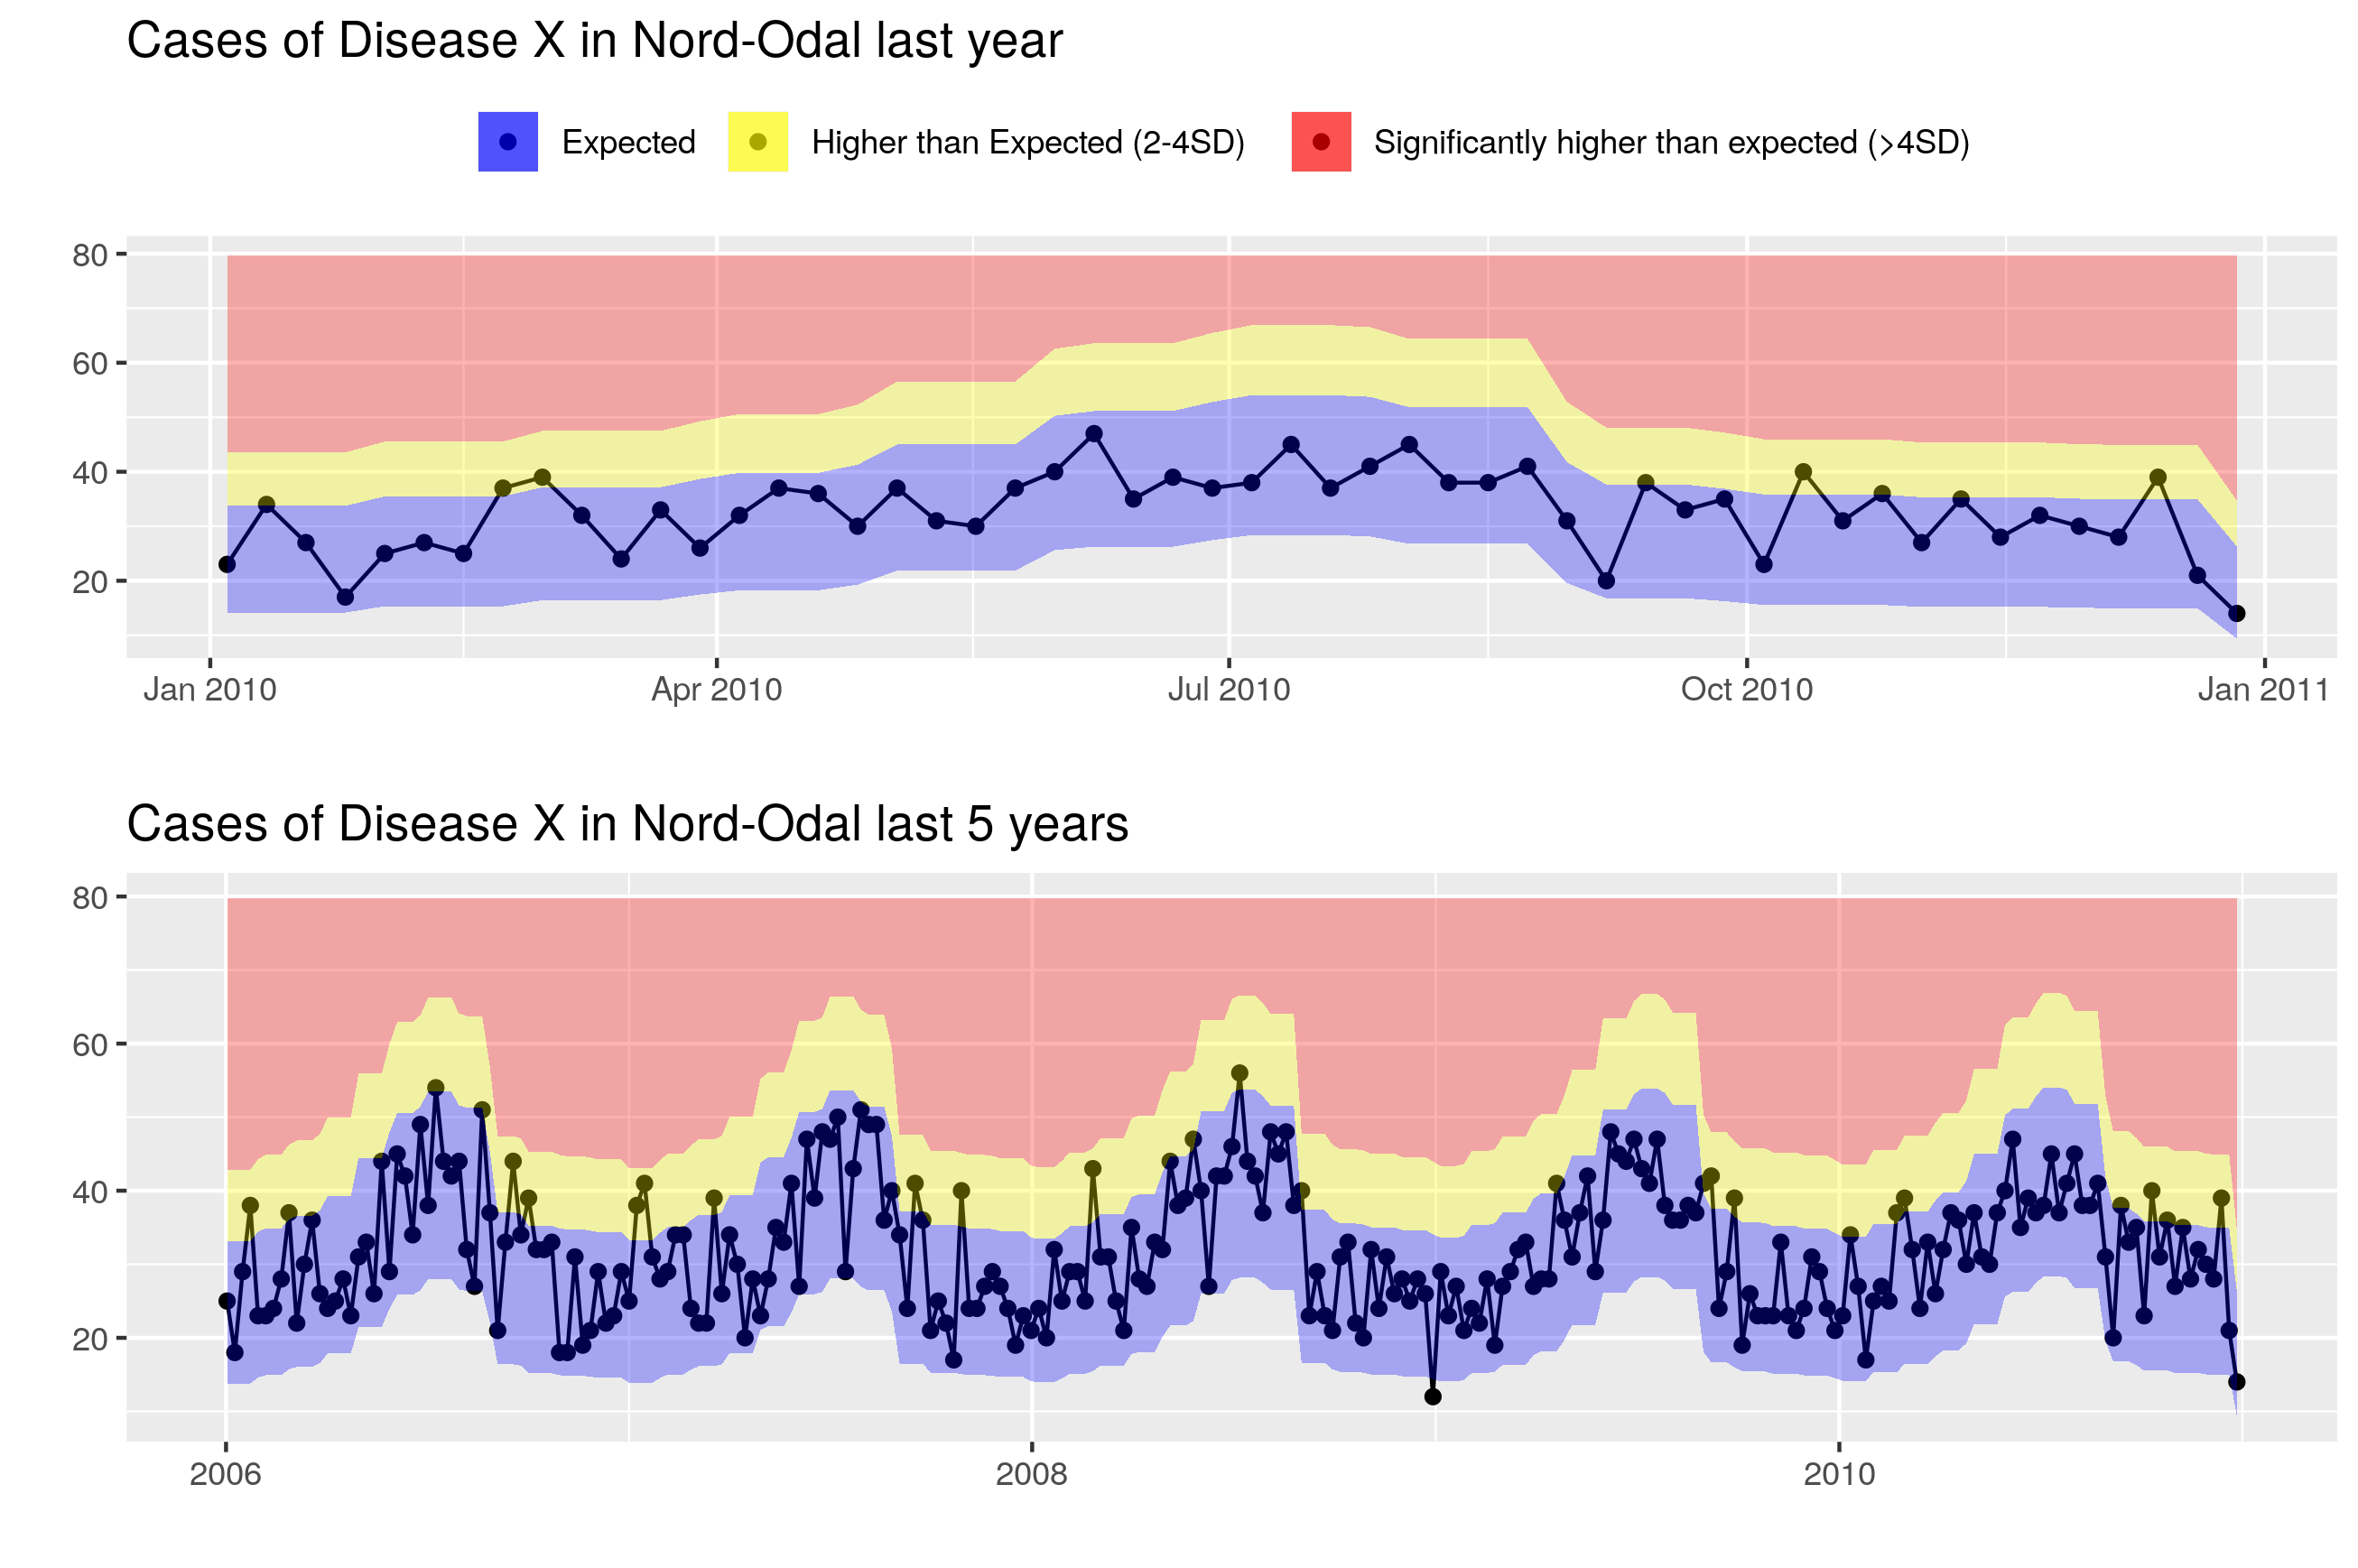 Cases of Disease X in Nord-Odal last year
Expected Higher than Expected (2-4SD) Significantly higher than expected (>4SD)
80
60
40
20
Jan 2010 Apr 2010 Jul 2010 Oct 2010 Jan 2011
Cases of Disease X in Nord-Odal last 5 years
80
60
40
20
2006 2008 2010